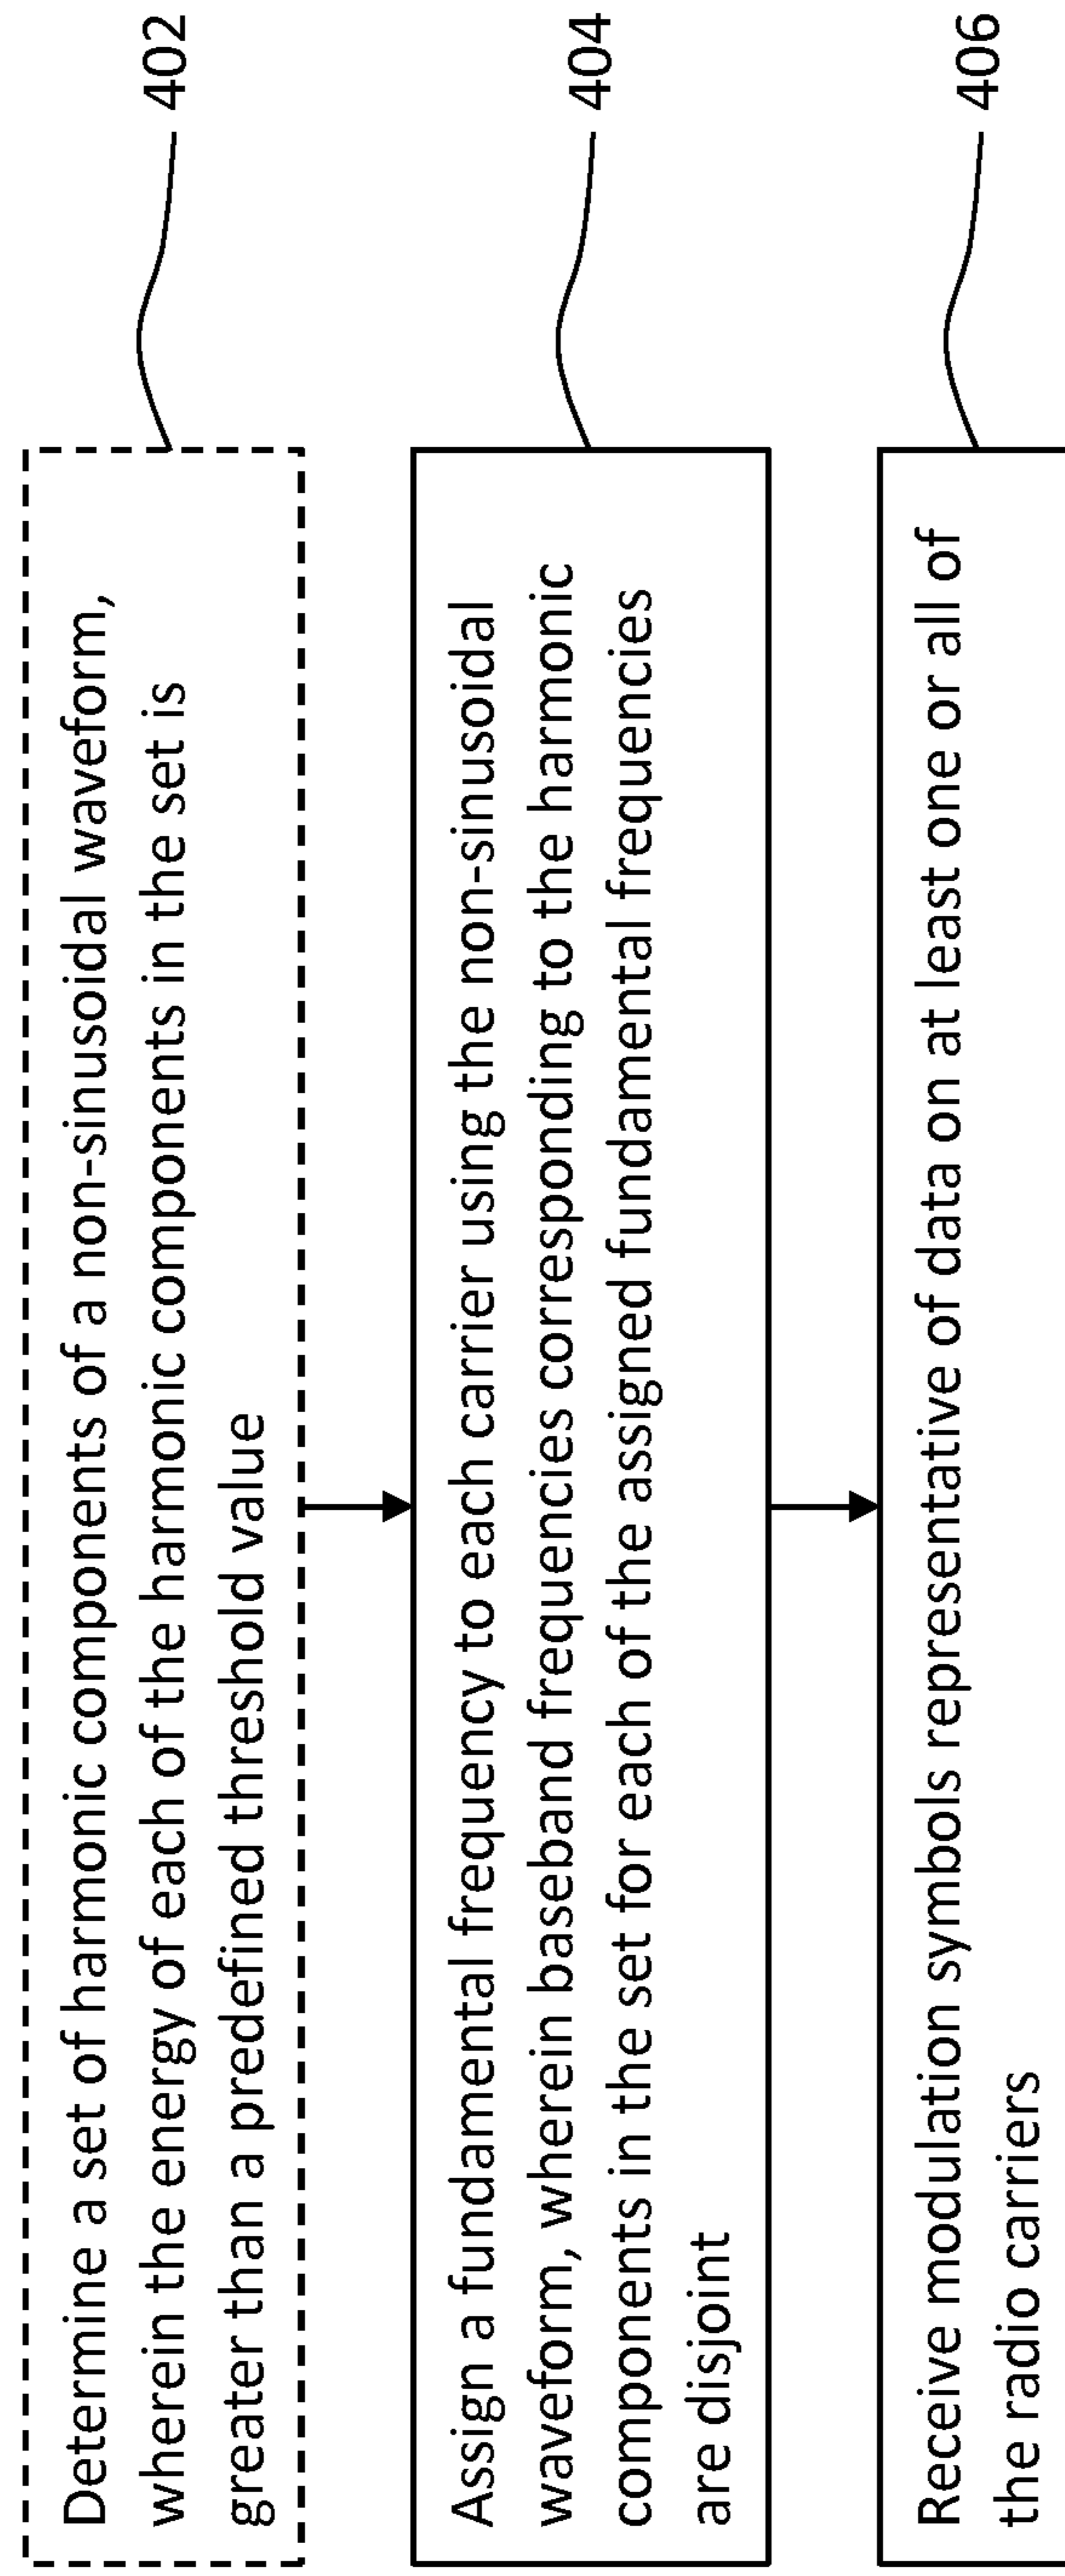 Determine a set of harmonic components of a non-sinusoidal waveform,
wherein the energy of each of the harmonic components in the set is
greater than a predefined threshold value
402
Assign a fundamental frequency to each carrier using the non-sinusoidal
waveform, wherein baseband frequencies corresponding to the harmonic
components in the set for each of the assigned fundamental frequencies
are disjoint
404
Receive modulation symbols representative of data on at least one or all of
the radio carriers
406